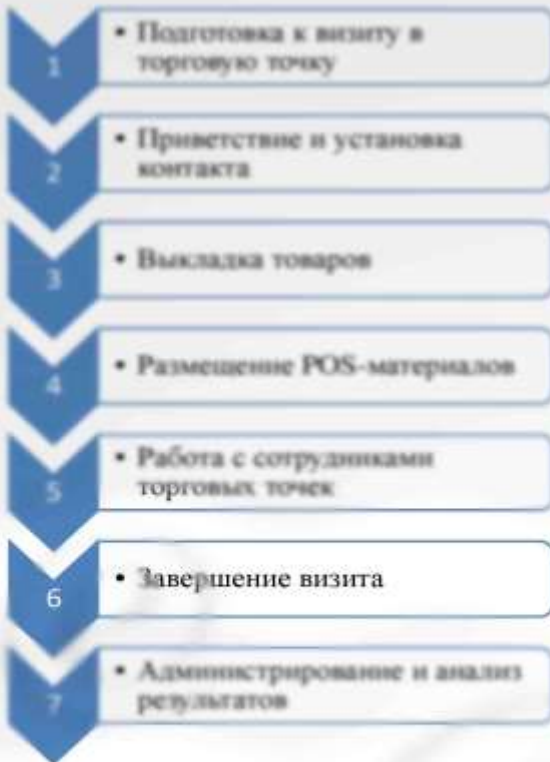 1
• Подготовка к визиту в
торговую точку
2
• Приветствие и установка
контакта
3
• Выкладка товаров
4
• Размещение POS-материалов
5
• Работа с сотрудниками
торговых точек
6
• Завершение визита
7
• Администрирование и анализ
результатов